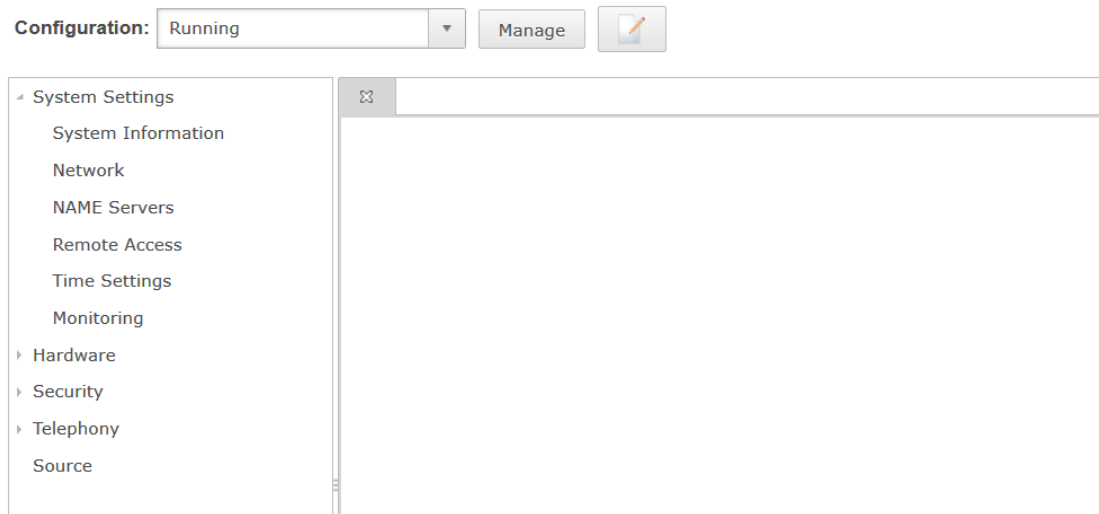 Configuration: Running Manage
System Settings
System Information
Network
NAME Servers
Remote Access
Time Settings
Monitoring
Hardware
Security
Telephony
Source